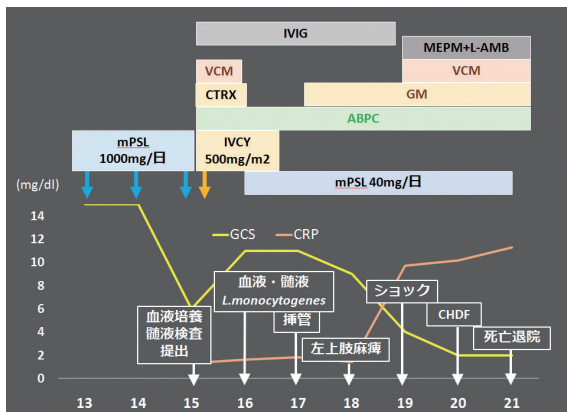 IVIG
MEPM+L-AMB
VCM
VCM
CTRX
GM
ABPC
mPSL
1000mg/日
IVCY
500mg/m2
mPSL 40mg/日
(mg/dl)
14
12
10
8
6
4
2
0
GCS
CRP
血液培養
髄液検査
提出
血液・髄液
L.monocytogenes
挿管
左上肢麻痺
ショック
CHDF
死亡退院
13 14 15 16 17 18 19 20 21